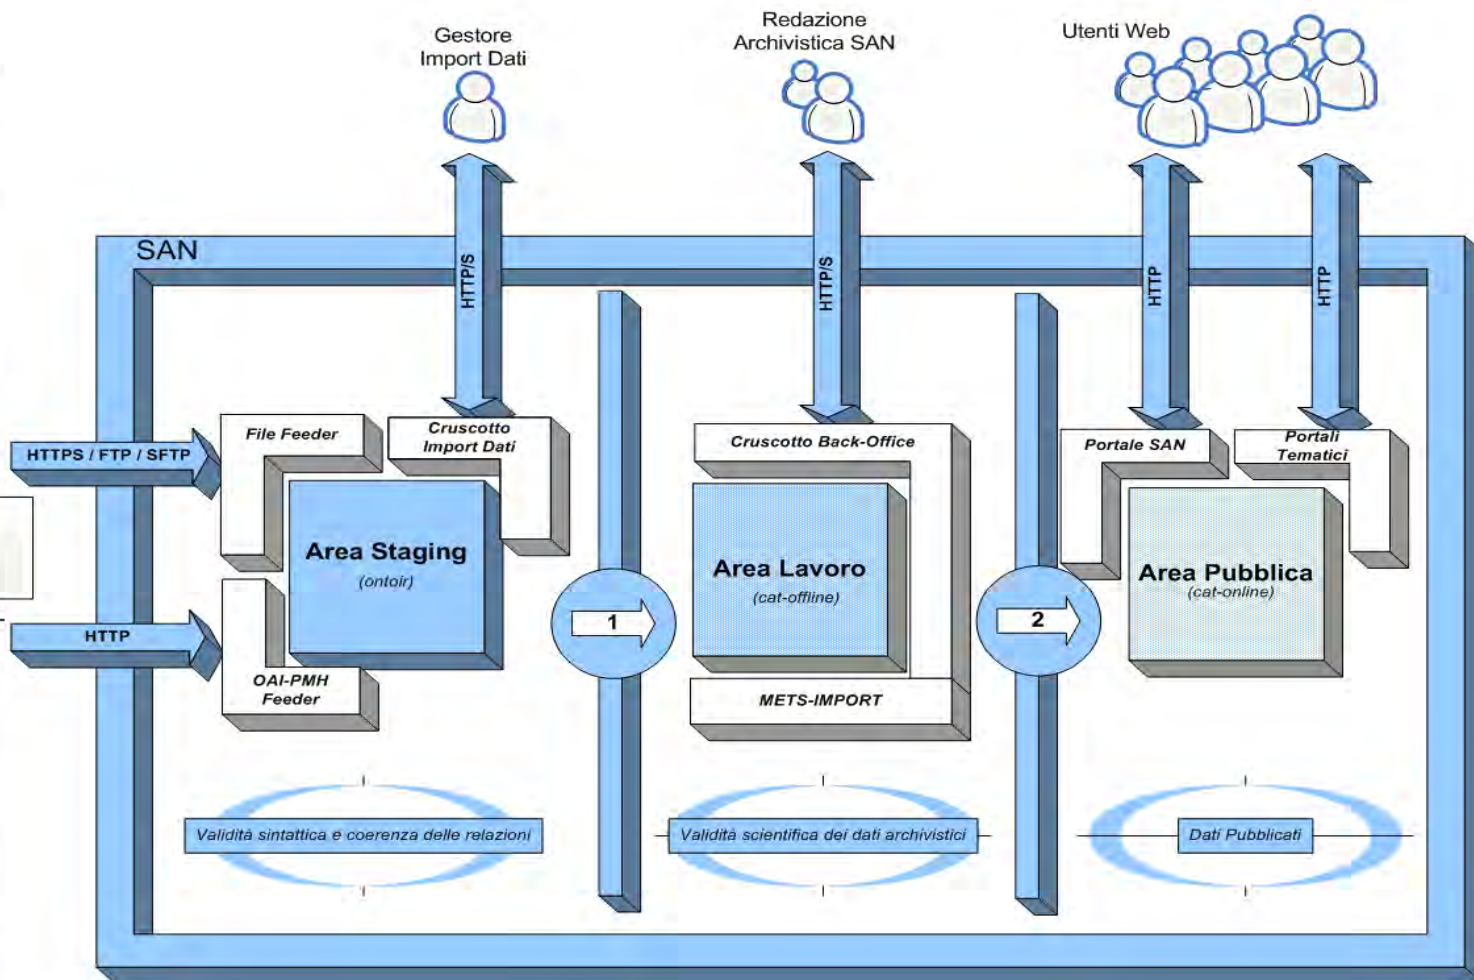 Gestore
Import Dati
Redazione
Archivistica SAN
Utenti Web
SAN
HTTP/S
HTTP/S
HTTP
HTTP
File Feeder
Cruscotto
Import Dati
Cruscotto Back-Office
Portale SAN
Portali
Tematici
HTTPS / FTP / SFTP
Area Staging
(ontoir)
Area Lavoro
(cat-offline)
Area Pubblica
(cat-online)
1
2
HTTP
OAI-PMH
Feeder
METS-IMPORT
Validità sintattica e coerenza delle relazioni
Validità scientifica dei dati archivistici
Dati Pubblicati